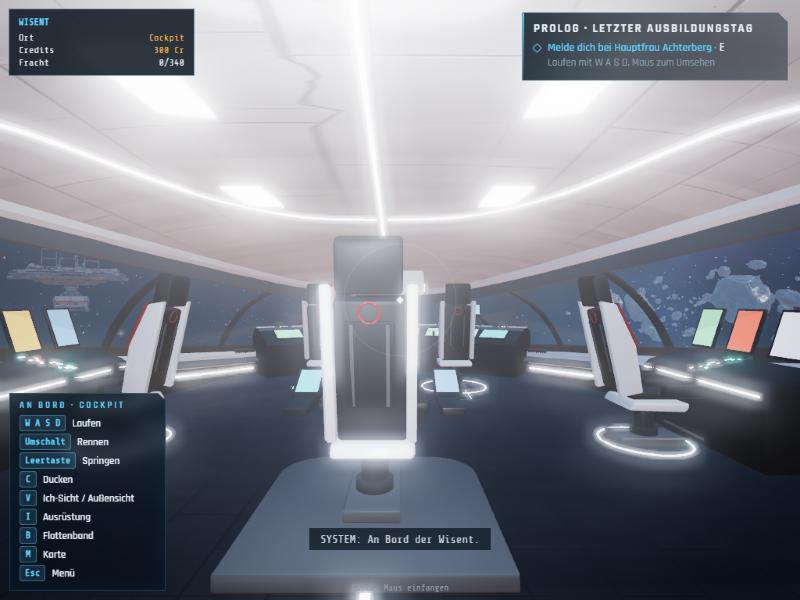 WISENT
Ort Cockpit
Credits 300 Cr
Fracht 0/340
PROLOG · LETZTER AUSBILDUNGSTAG
Melde dich bei Hauptfrau Achterberg · E
Laufen mit W A S D, Maus zum Umsehen
AN BORD · COCKPIT
W A S D Laufen
Umschalt Rennen
Leertaste Springen
C Ducken
V Ich-Sicht / Außensicht
I Ausrüstung
B Flottenband
M Karte
Esc Menü
SYSTEM: An Bord der Wisent.
Maus einfangen